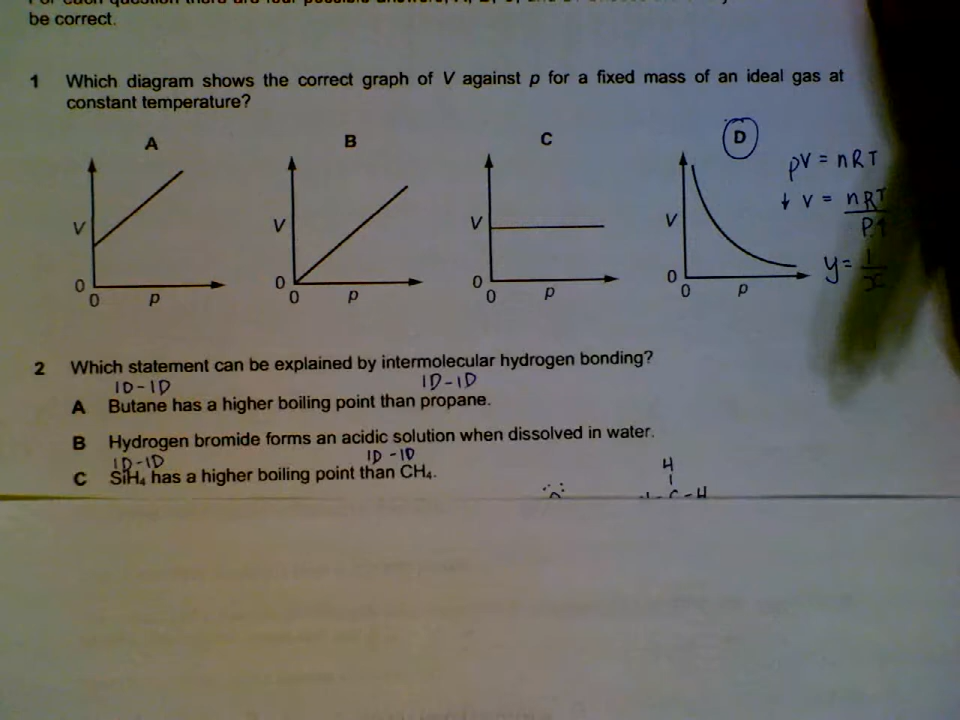 be correct.
1 Which diagram shows the correct graph of V against p for a fixed mass of an ideal gas at
constant temperature?
A B C D
V V V V
0 0 0 0
0 p 0 p 0 p 0 p
pV = nRT
↓ V = nRT
P↑
y = 1
x
2 Which statement can be explained by intermolecular hydrogen bonding?
ID-ID ID-ID
A Butane has a higher boiling point than propane.
B Hydrogen bromide forms an acidic solution when dissolved in water.
ID-ID ID-ID
C SiH₄ has a higher boiling point than CH₄.
H
C-H